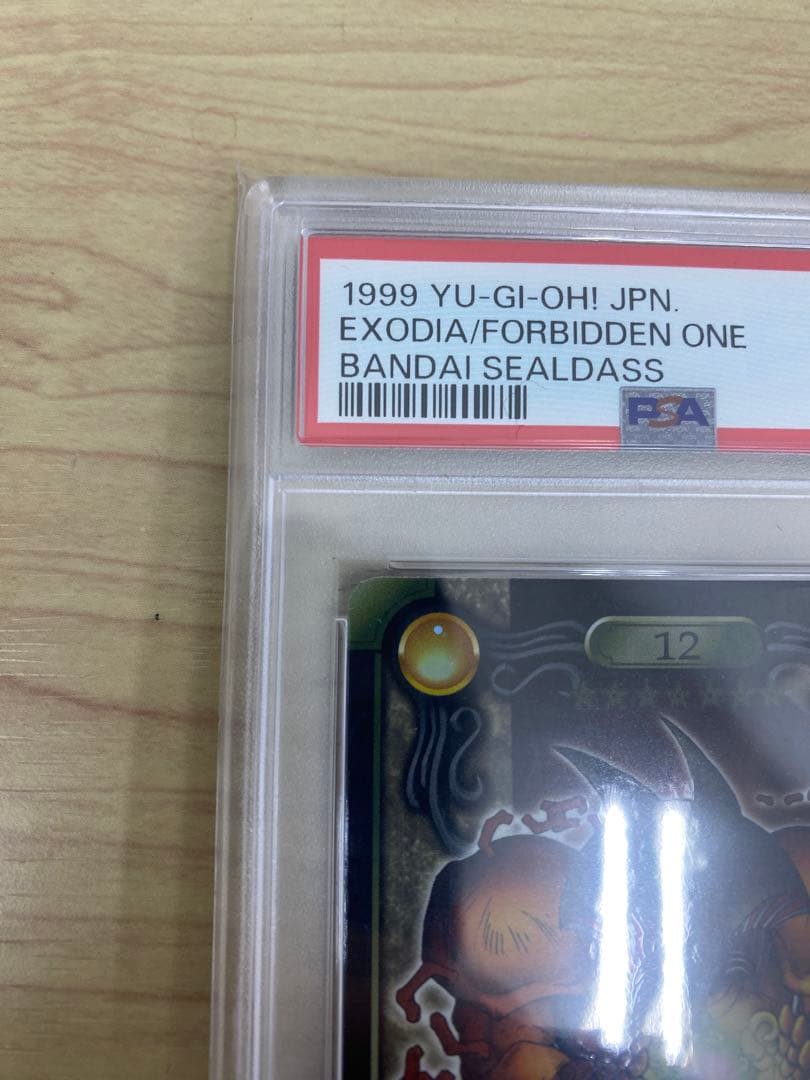 1999 YU-GI-OH! JPN.
EXODIA/FORBIDDEN ONE
BANDAI SEALDASS
PSA
12